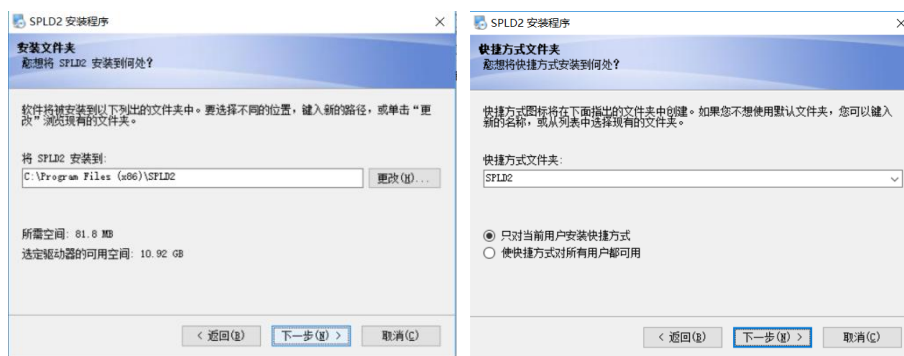 SPLD2 安装程序
安装文件夹
您想将 SPLD2 安装到何处?
软件将被安装到以下列出的文件夹中。要选择不同的位置，键入新的路径，或单击“更
改”浏览现有的文件夹。
将 SPLD2 安装到:
C:\Program Files (x86)\SPLD2
更改(H)...
所需空间: 81.8 MB
选定驱动器的可用空间: 10.92 GB
< 返回(B)
下一步(N) >
取消(C)
SPLD2 安装程序
快捷方式文件夹
您想将快捷方式安装到何处?
快捷方式图标将在下面指出的文件夹中创建。如果您不想使用默认文件夹，您可以键入
新的名称，或从列表中选择现有的文件夹。
快捷方式文件夹:
SPLD2
只对当前用户安装快捷方式
使快捷方式对所有用户都可用
< 返回(B)
下一步(N) >
取消(C)